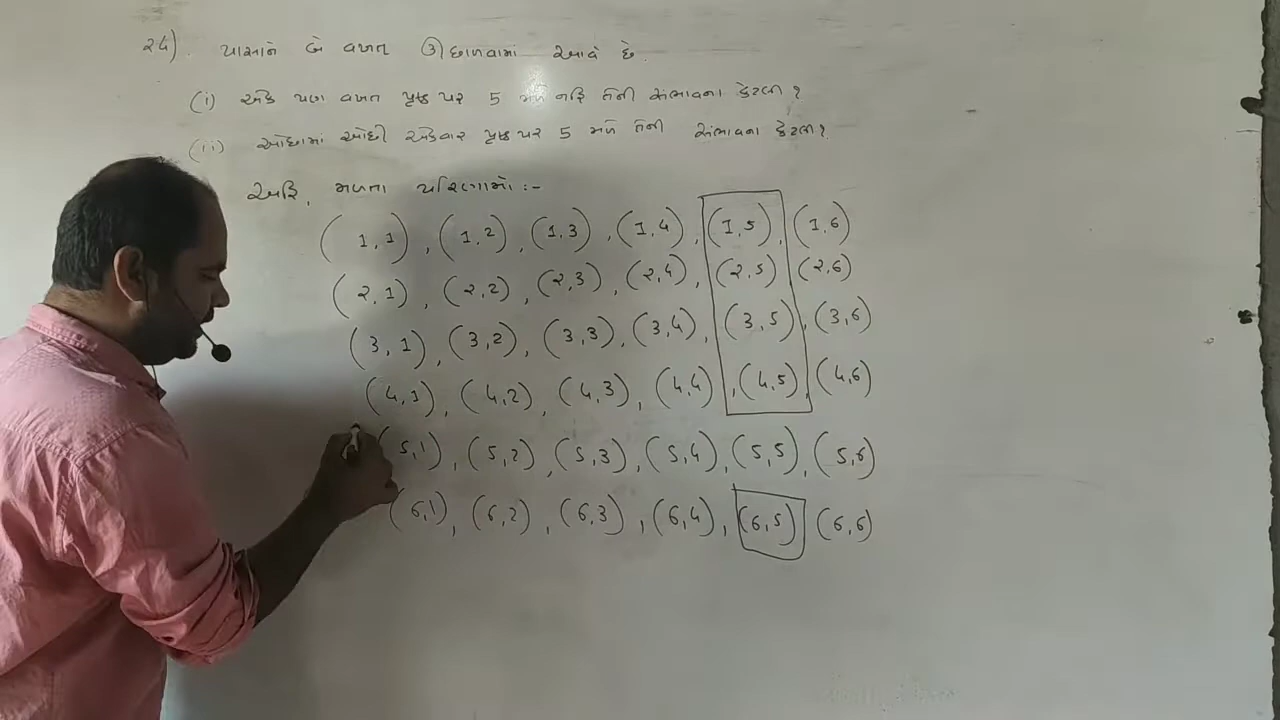 24). પાસાને બે વખત ઉછાળવામાં આવે છે.
(i) એક પણ વખત પૃષ્ઠ પર 5 મળે નહિ તેની સંભાવના કેટલી?
(ii) ઓછામાં ઓછી એકવાર પૃષ્ઠ પર 5 મળે તેની સંભાવના કેટલી?
અહિ, મળતા પરિણામો:-
(1,1), (1,2), (1,3), (1,4), (1,5), (1,6)
(2,1), (2,2), (2,3), (2,4), (2,5) (2,6)
(3,1), (3,2), (3,3), (3,4), (3,5), (3,6)
(4,1), (4,2), (4,3), (4,4), (4,5), (4,6)
(5,1), (5,2), (5,3), (5,4), (5,5), (5,6)
(6,1), (6,2), (6,3), (6,4), (6,5) (6,6)